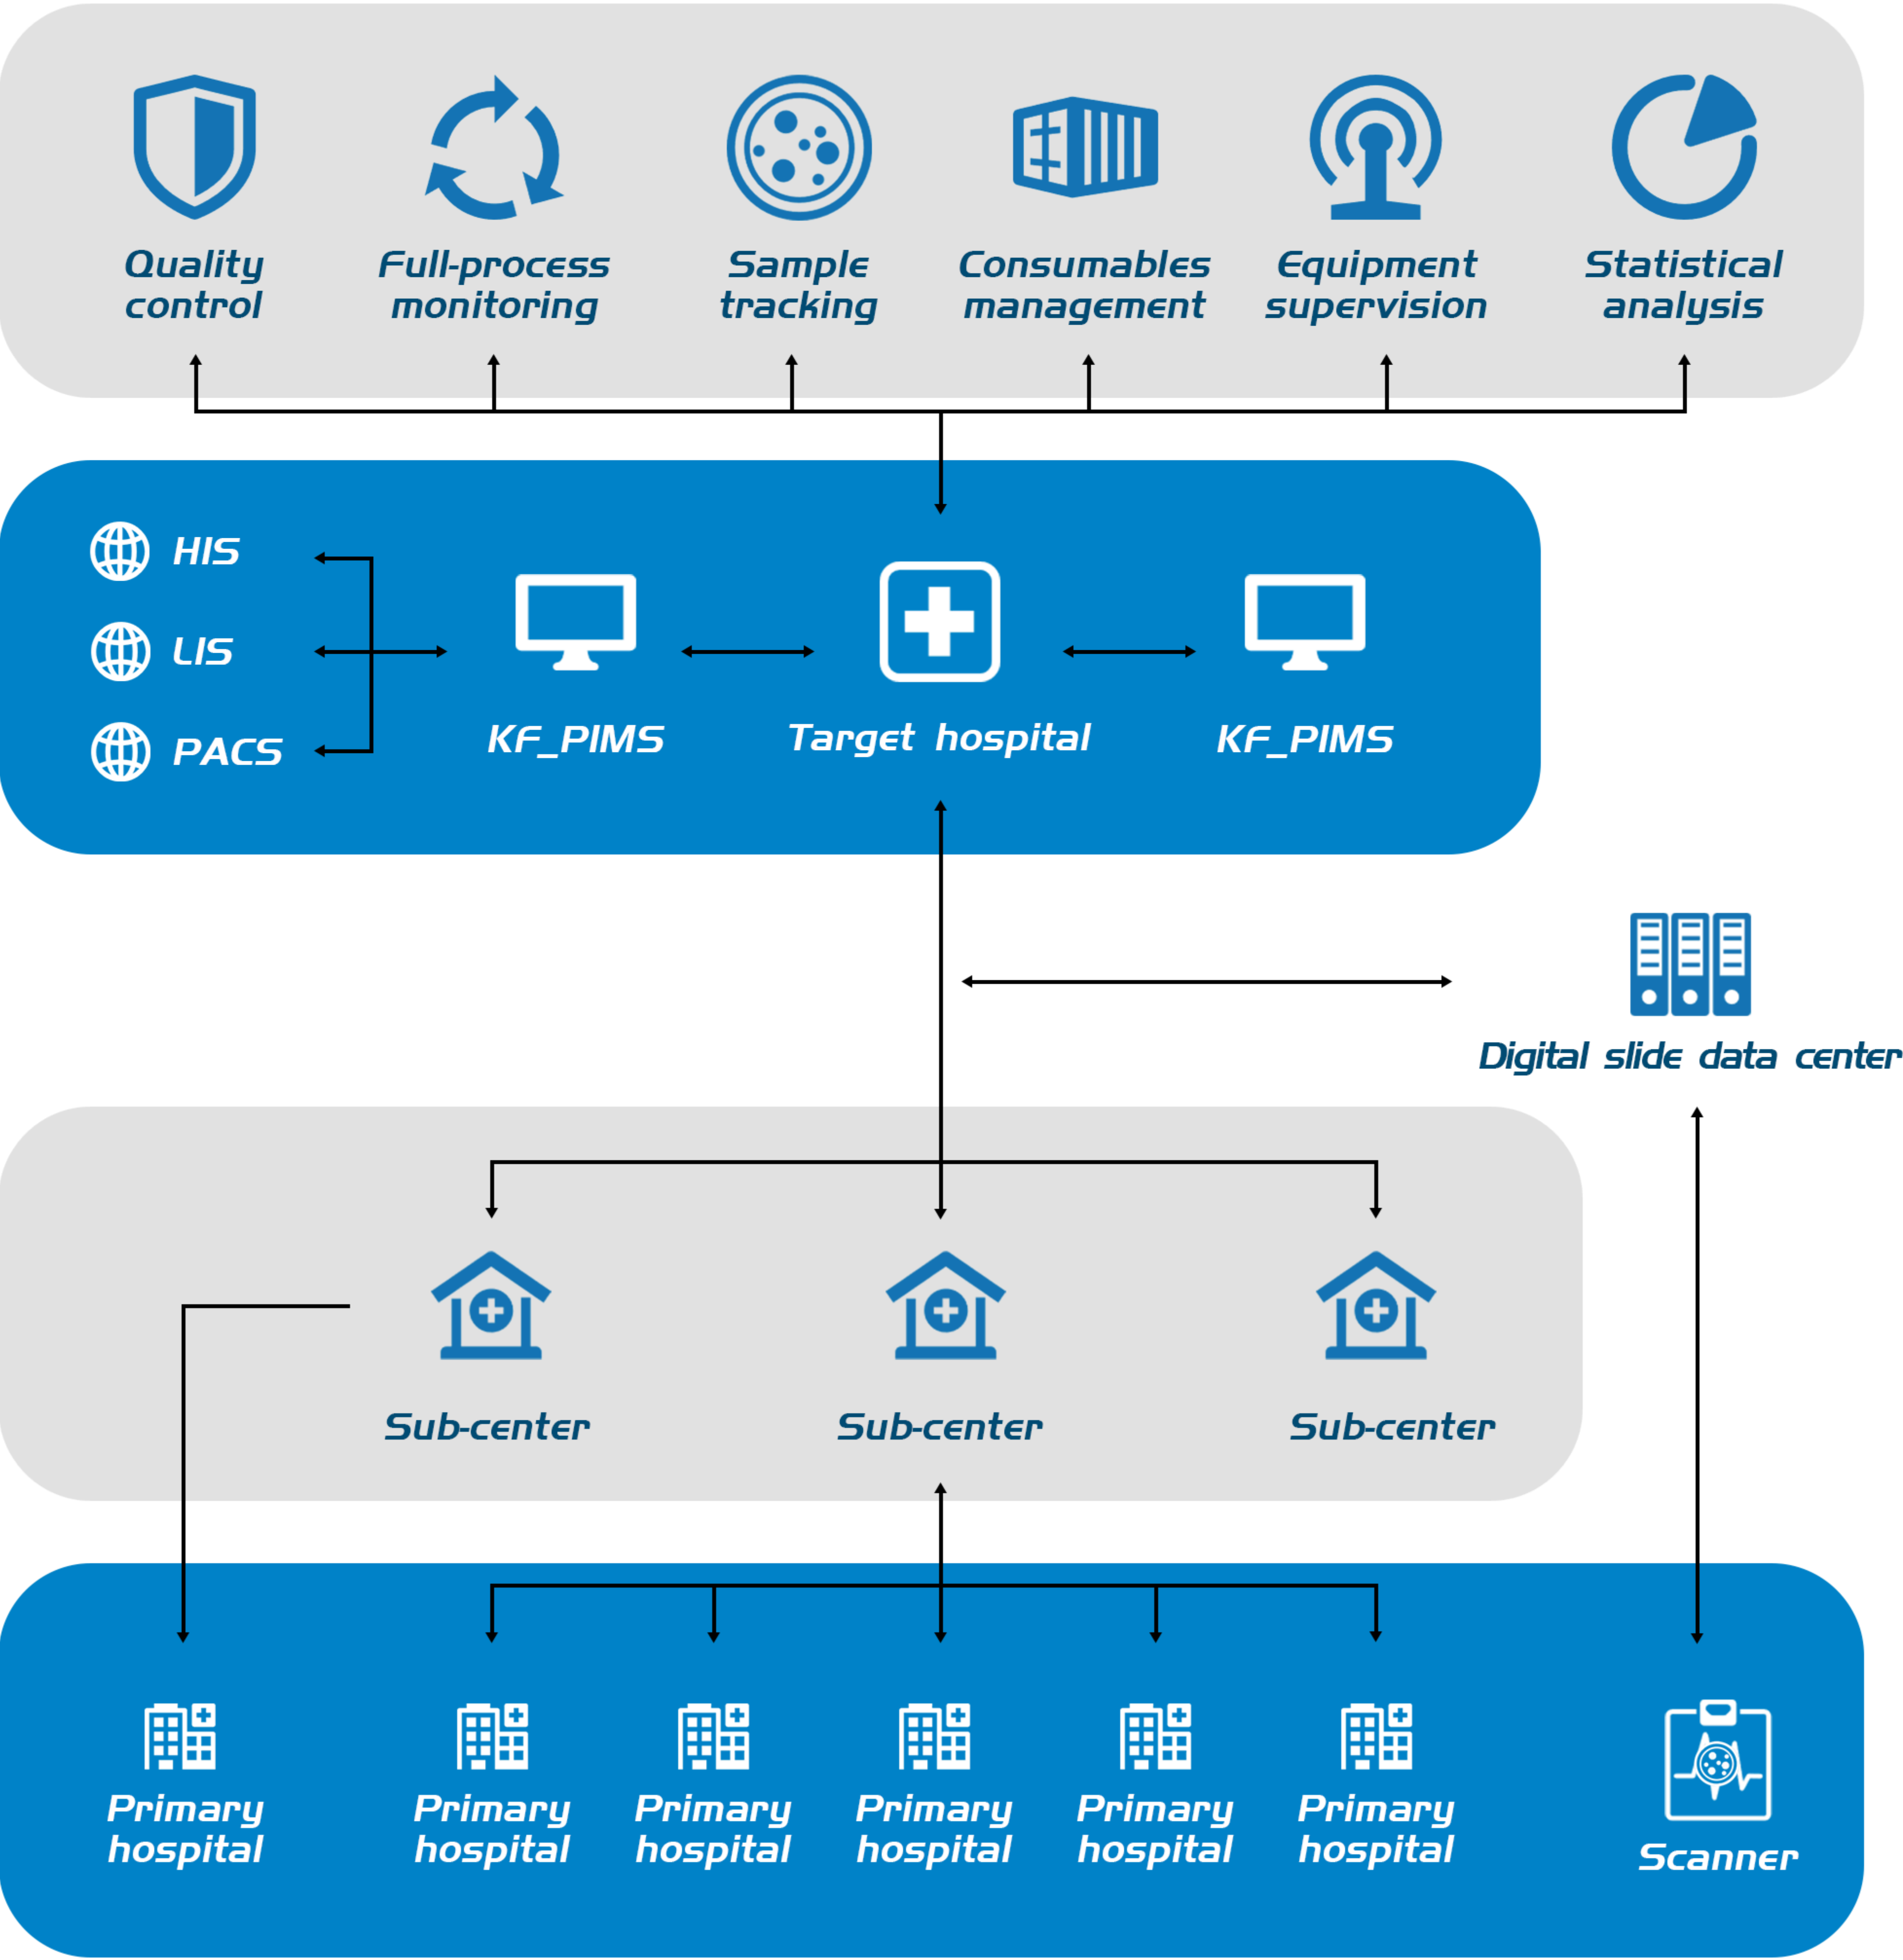 Quality
control
Full-process
monitoring
Sample
tracking
Consumables
management
Equipment
supervision
Statistical
analysis
HIS
LIS
PACS
KF_PIMS
Target hospital
KF_PIMS
Digital slide data center
Sub-center
Sub-center
Sub-center
Primary
hospital
Primary
hospital
Primary
hospital
Primary
hospital
Primary
hospital
Primary
hospital
Scanner